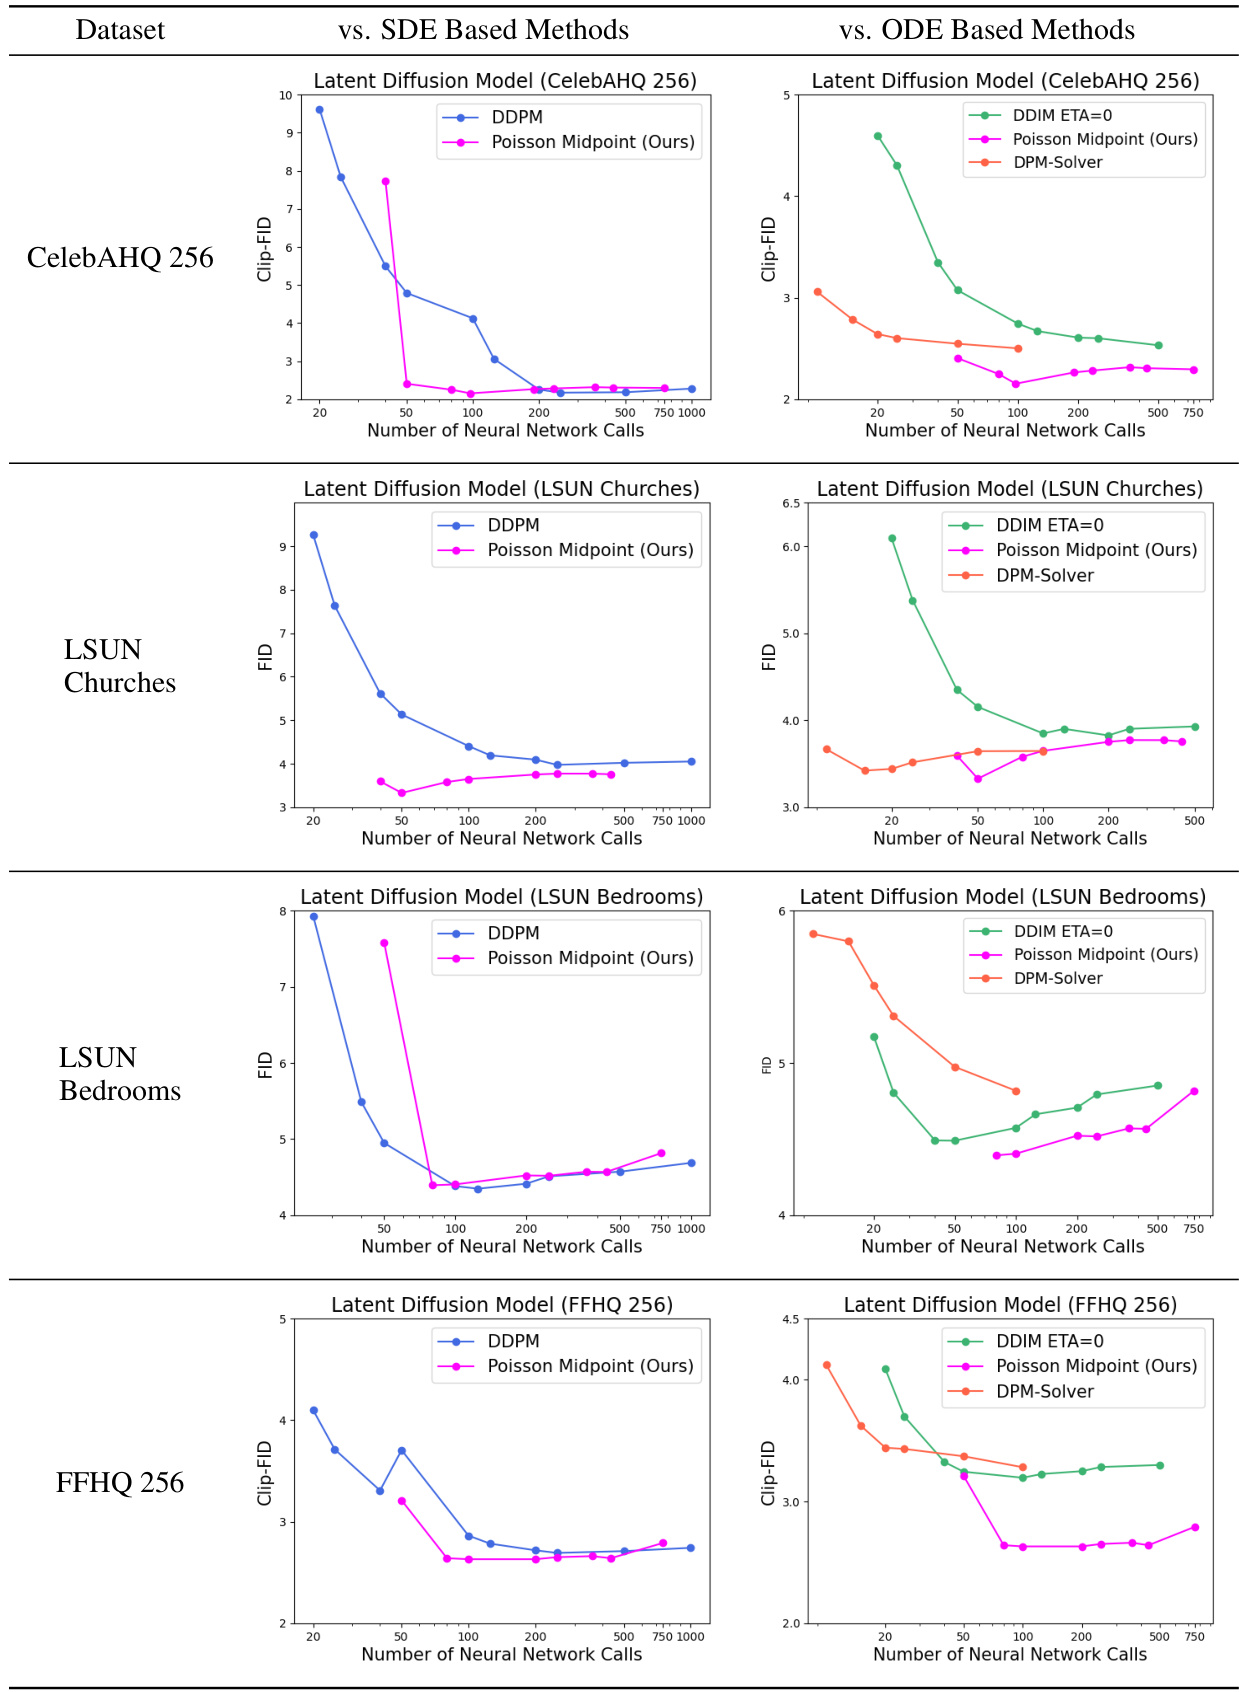 Dataset vs. SDE Based Methods vs. ODE Based Methods
CelebAHQ 256
Latent Diffusion Model (CelebAHQ 256)
DDPM
Poisson Midpoint (Ours)
Clip-FID
10
9
8
7
6
5
4
3
2
20 50 100 200 500 750 1000
Number of Neural Network Calls
Latent Diffusion Model (CelebAHQ 256)
DDIM ETA=0
Poisson Midpoint (Ours)
DPM-Solver
Clip-FID
5
4
3
2
20 50 100 200 500 750
Number of Neural Network Calls
LSUN
Churches
Latent Diffusion Model (LSUN Churches)
DDPM
Poisson Midpoint (Ours)
FID
9
8
7
6
5
4
3
20 50 100 200 500 750 1000
Number of Neural Network Calls
Latent Diffusion Model (LSUN Churches)
DDIM ETA=0
Poisson Midpoint (Ours)
DPM-Solver
FID
6.5
6.0
5.0
4.0
3.0
20 50 100 200 500
Number of Neural Network Calls
LSUN
Bedrooms
Latent Diffusion Model (LSUN Bedrooms)
DDPM
Poisson Midpoint (Ours)
FID
8
7
6
5
4
50 100 200 500 750 1000
Number of Neural Network Calls
Latent Diffusion Model (LSUN Bedrooms)
DDIM ETA=0
Poisson Midpoint (Ours)
DPM-Solver
FID
6
5
4
20 50 100 200 500 750
Number of Neural Network Calls
FFHQ 256
Latent Diffusion Model (FFHQ 256)
DDPM
Poisson Midpoint (Ours)
Clip-FID
5
4
3
2
20 50 100 200 500 750 1000
Number of Neural Network Calls
Latent Diffusion Model (FFHQ 256)
DDIM ETA=0
Poisson Midpoint (Ours)
DPM-Solver
Clip-FID
4.5
4.0
3.0
2.0
20 50 100 200 500 750
Number of Neural Network Calls